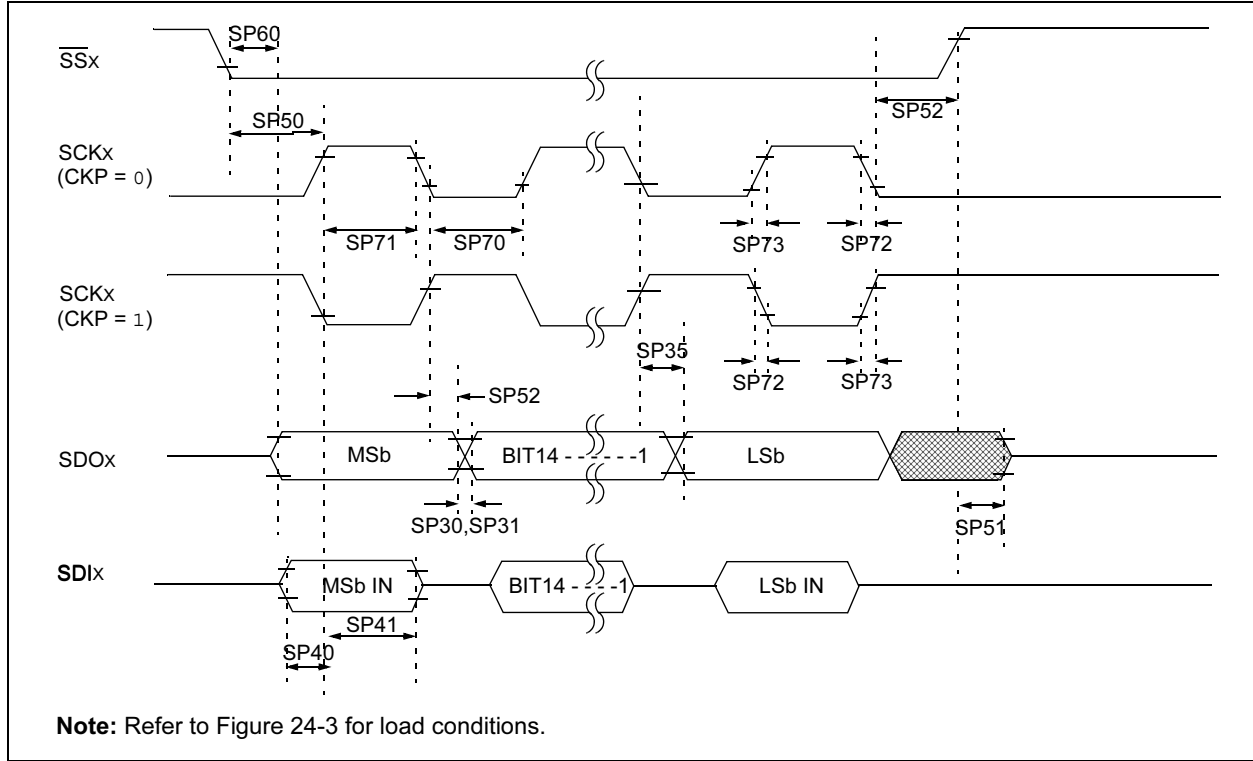 SP60
SSx
SP52
SP50
SCKx
(CKP = 0)
SP71
SP70
SP73
SP72
SCKx
(CKP = 1)
SP35
SP72
SP73
SP52
SDOx
MSb
BIT14 - - - - - -1
LSb
SP30,SP31
SP51
SDIx
MSb IN
BIT14 - - - -1
LSb IN
SP41
SP40
Note: Refer to Figure 24-3 for load conditions.